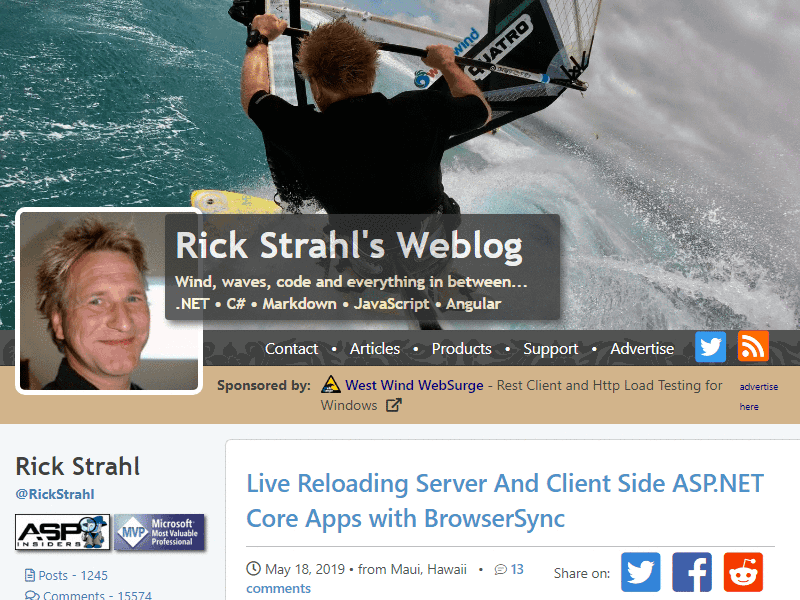 wind
QUATRO
Rick Strahl's Weblog
Wind, waves, code and everything in between...
.NET • C# • Markdown • JavaScript • Angular
Contact • Articles • Products • Support • Advertise
Sponsored by: West Wind WebSurge - Rest Client and Http Load Testing for
Windows
advertise
here
Rick Strahl
@RickStrahl
ASP
INSIDERS
MVP
Microsoft
Most Valuable
Professional
Posts - 1245
Comments - 15574
Live Reloading Server And Client Side ASP.NET
Core Apps with BrowserSync
May 18, 2019 • from Maui, Hawaii • 13
comments
Share on: